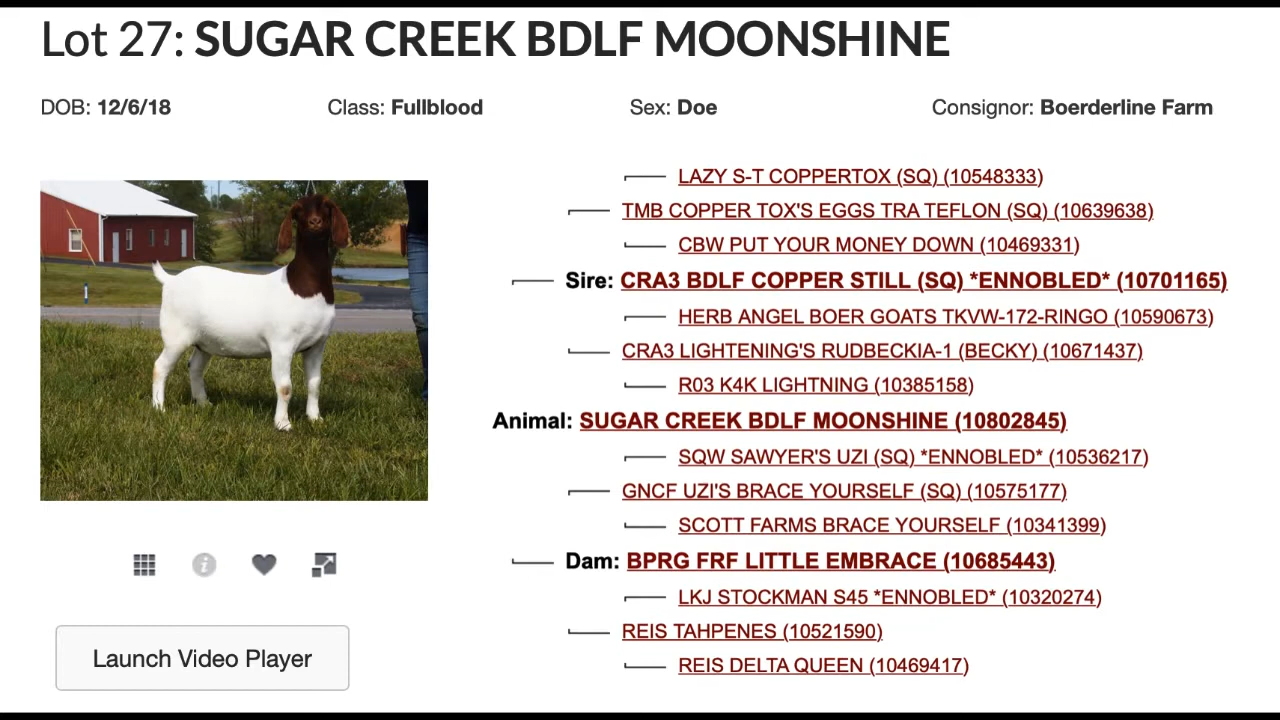 Lot 27: SUGAR CREEK BDLF MOONSHINE
DOB: 12/6/18 Class: Fullblood Sex: Doe Consignor: Boerderline Farm
LAZY S-T COPPERTOX (SQ) (10548333)
TMB COPPER TOX'S EGGS TRA TEFLON (SQ) (10639638)
CBW PUT YOUR MONEY DOWN (10469331)
Sire: CRA3 BDLF COPPER STILL (SQ) *ENNOBLED* (10701165)
HERB ANGEL BOER GOATS TKVW-172-RINGO (10590673)
CRA3 LIGHTENING'S RUDBECKIA-1 (BECKY) (10671437)
R03 K4K LIGHTNING (10385158)
Animal: SUGAR CREEK BDLF MOONSHINE (10802845)
SQW SAWYER'S UZI (SQ) *ENNOBLED* (10536217)
GNCF UZI'S BRACE YOURSELF (SQ) (10575177)
SCOTT FARMS BRACE YOURSELF (10341399)
Dam: BPRG FRF LITTLE EMBRACE (10685443)
LKJ STOCKMAN S45 *ENNOBLED* (10320274)
REIS TAHPENES (10521590)
REIS DELTA QUEEN (10469417)
Launch Video Player